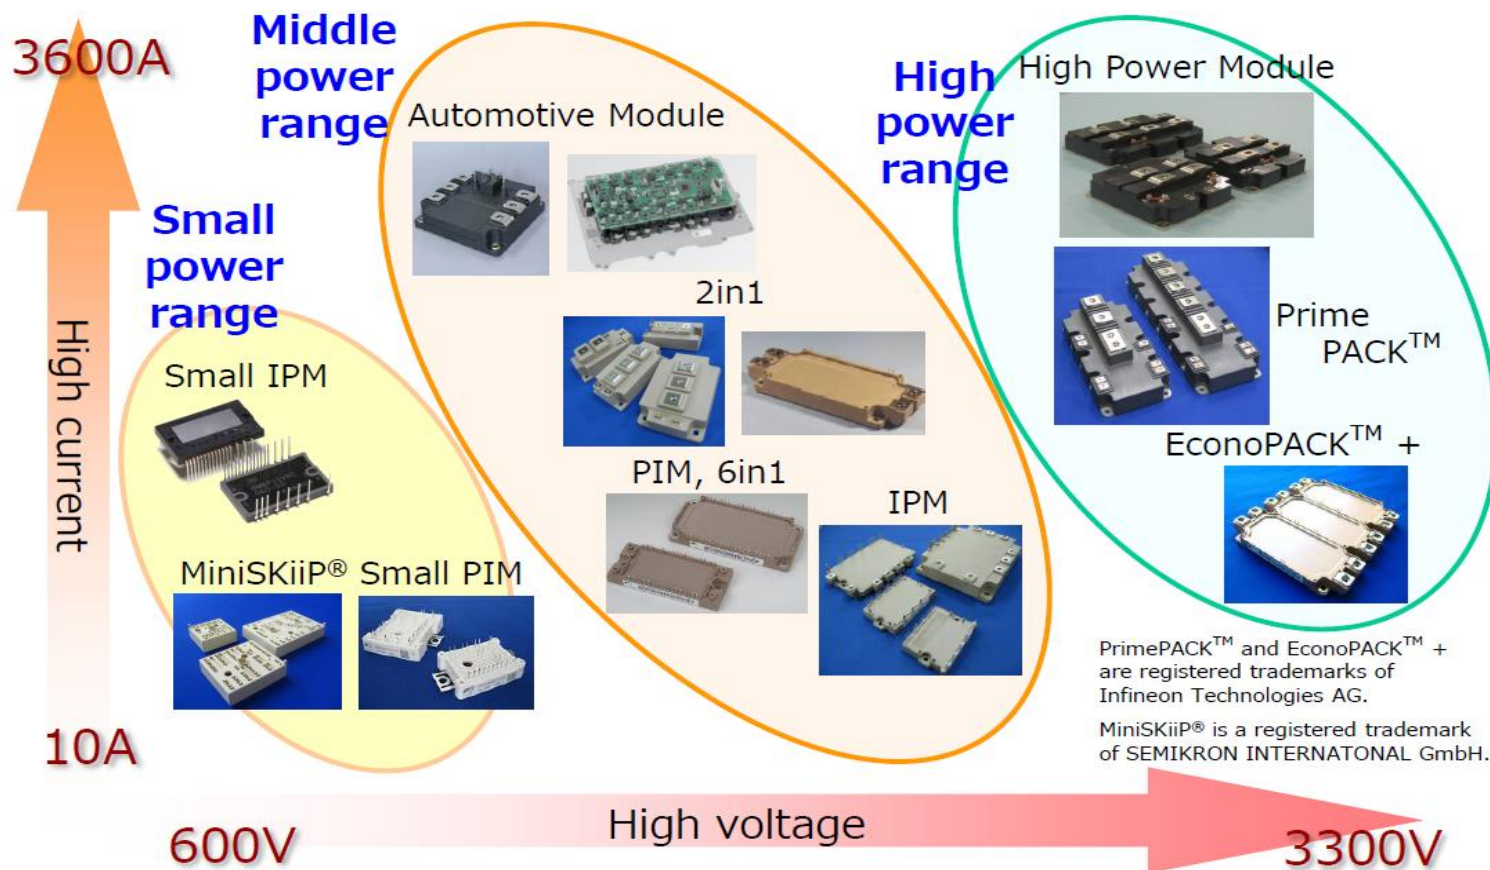 3600A
Middle
power
range
High
power
range
High Power Module
Automotive Module
Small
power
range
2in1
Prime
PACK™
High current
Small IPM
EconoPACK™ +
PIM, 6in1
IPM
MiniSKiiP® Small PIM
PrimePACK™ and EconoPACK™ +
are registered trademarks of
Infineon Technologies AG.
MiniSKiiP® is a registered trademark
of SEMIKRON INTERNATONAL GmbH.
10A
High voltage
600V
3300V